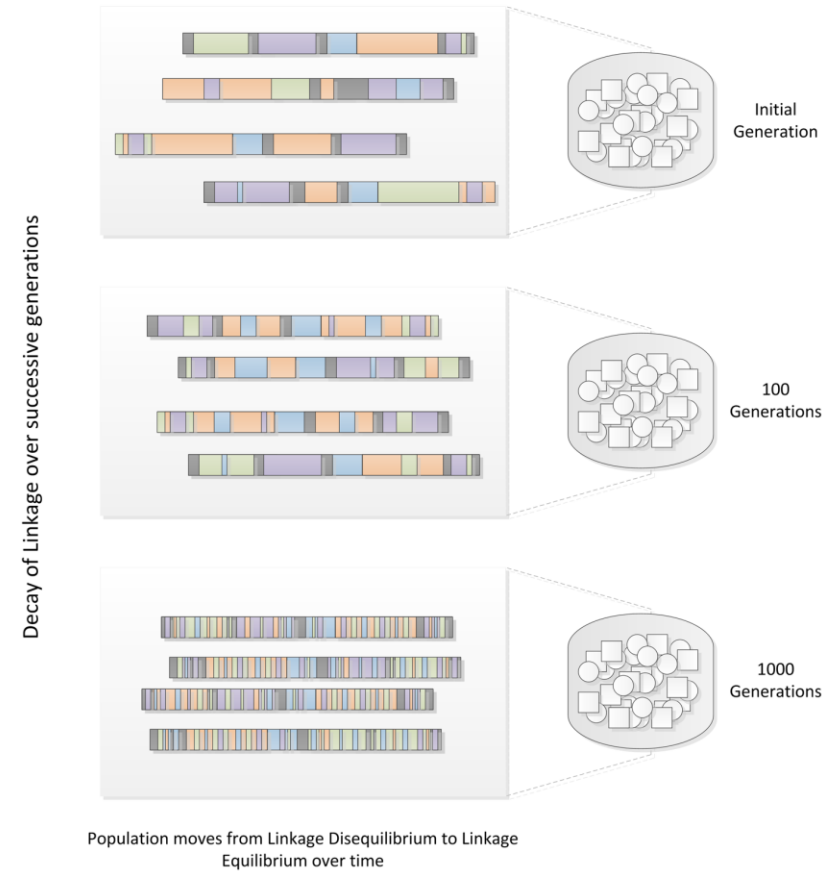 Decay of Linkage over successive generations
Initial
Generation
100
Generations
1000
Generations
Population moves from Linkage Disequilibrium to Linkage
Equilibrium over time